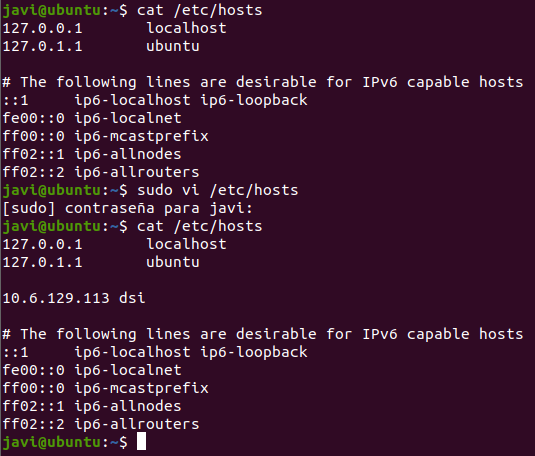 javi@ubuntu:~$ cat /etc/hosts
127.0.0.1       localhost
127.0.1.1       ubuntu

# The following lines are desirable for IPv6 capable hosts
::1     ip6-localhost ip6-loopback
fe00::0 ip6-localnet
ff00::0 ip6-mcastprefix
ff02::1 ip6-allnodes
ff02::2 ip6-allrouters
javi@ubuntu:~$ sudo vi /etc/hosts
[sudo] contraseña para javi:
javi@ubuntu:~$ cat /etc/hosts
127.0.0.1       localhost
127.0.1.1       ubuntu

10.6.129.113 dsi

# The following lines are desirable for IPv6 capable hosts
::1     ip6-localhost ip6-loopback
fe00::0 ip6-localnet
ff00::0 ip6-mcastprefix
ff02::1 ip6-allnodes
ff02::2 ip6-allrouters
javi@ubuntu:~$